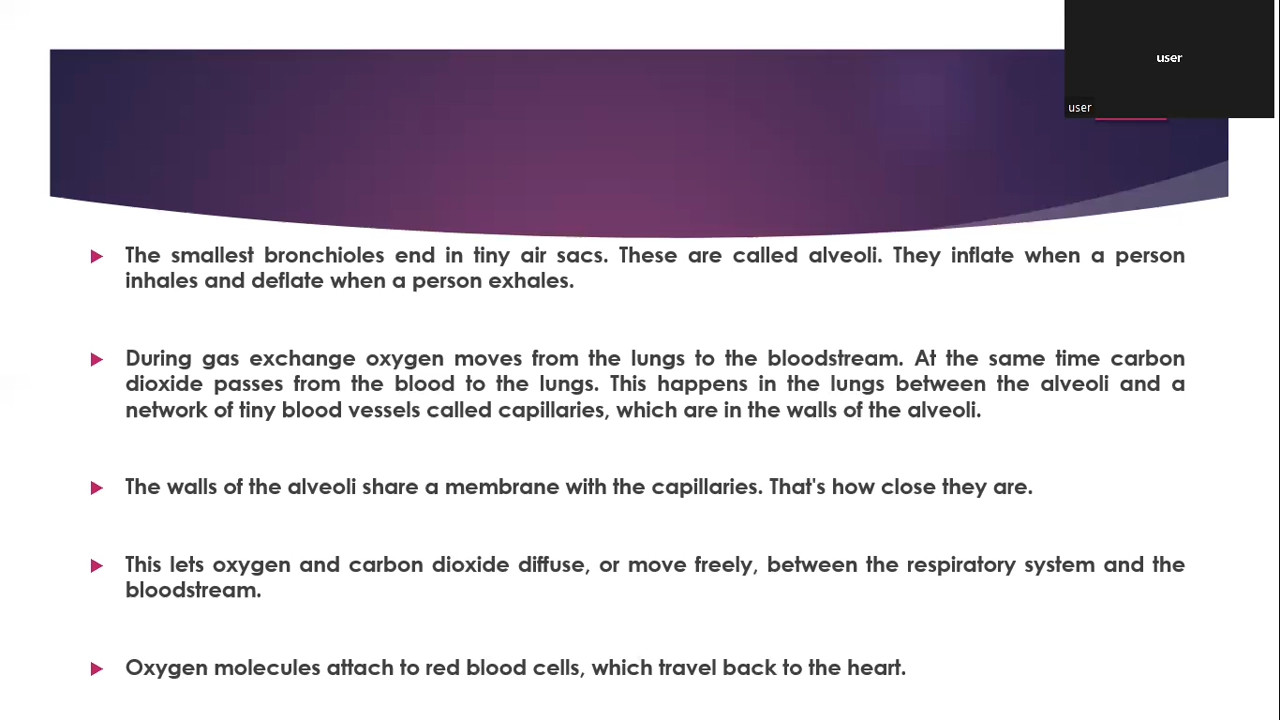 user
user
The smallest bronchioles end in tiny air sacs. These are called alveoli. They inflate when a person
inhales and deflate when a person exhales.
During gas exchange oxygen moves from the lungs to the bloodstream. At the same time carbon
dioxide passes from the blood to the lungs. This happens in the lungs between the alveoli and a
network of tiny blood vessels called capillaries, which are in the walls of the alveoli.
The walls of the alveoli share a membrane with the capillaries. That's how close they are.
This lets oxygen and carbon dioxide diffuse, or move freely, between the respiratory system and the
bloodstream.
Oxygen molecules attach to red blood cells, which travel back to the heart.